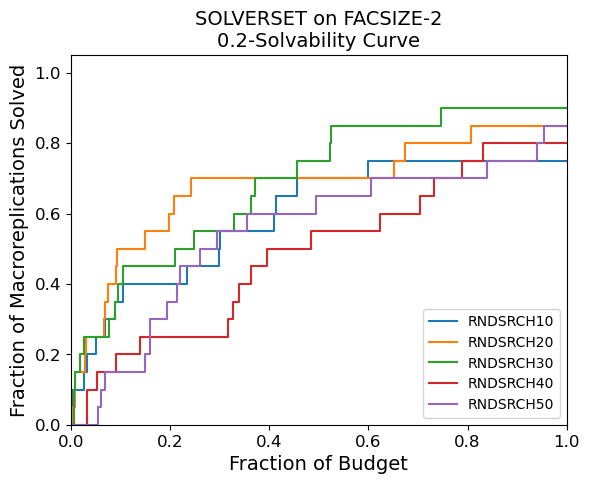 SOLVERSET on FACSIZE-2
0.2-Solvability Curve
Fraction of Macroreplications Solved
1.0
0.8
0.6
0.4
0.2
0.0
RNDSRCH10
RNDSRCH20
RNDSRCH30
RNDSRCH40
RNDSRCH50
0.0 0.2 0.4 0.6 0.8 1.0
Fraction of Budget